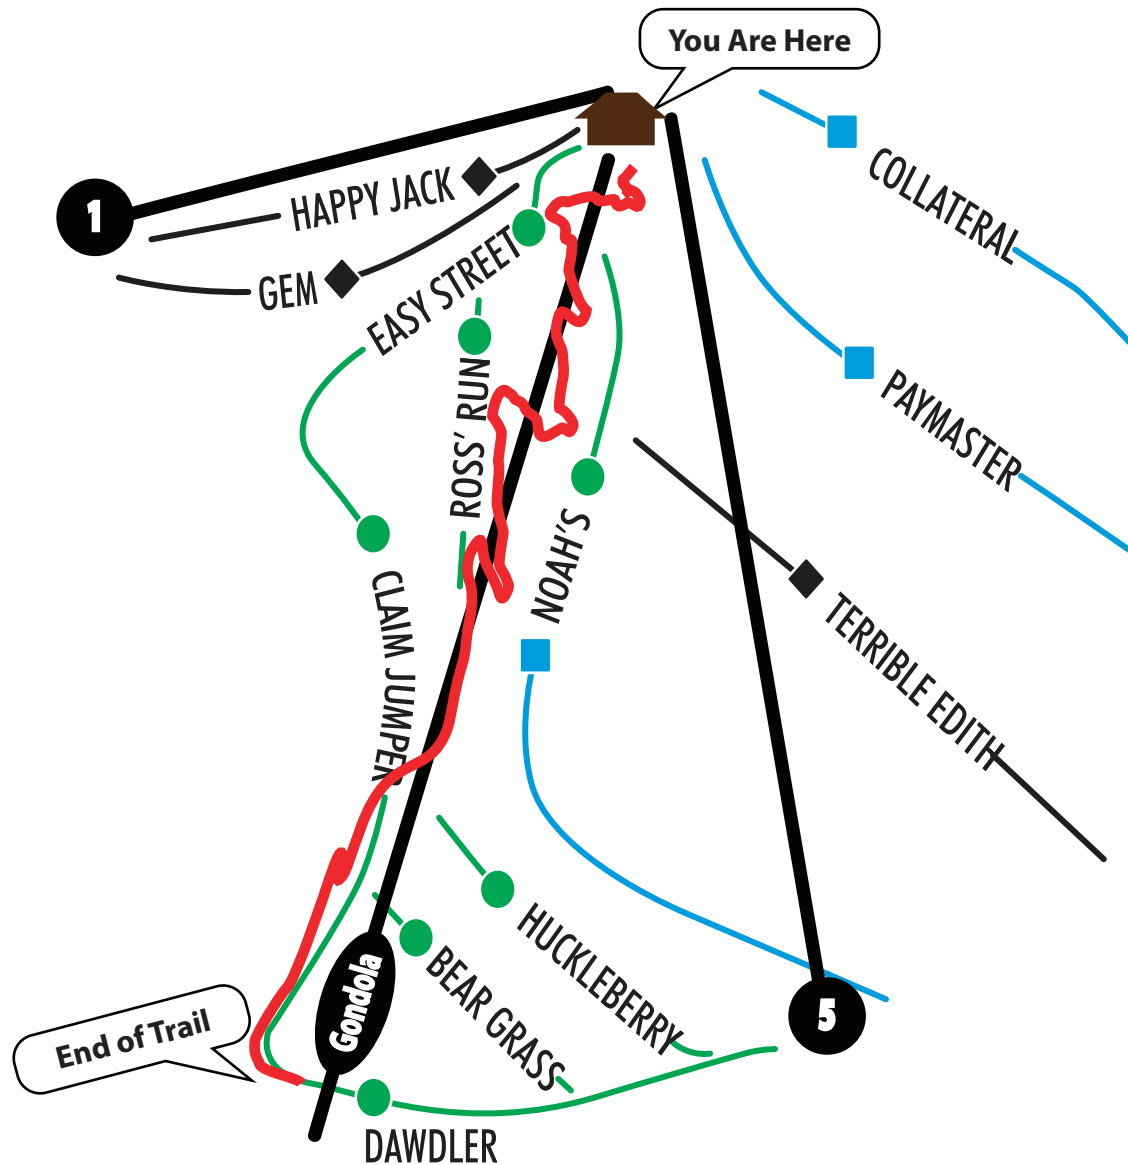 You Are Here
COLLATERAL
HAPPY JACK
1
GEM
EASY STREET
ROSS' RUN
PAYMASTER
NOAH'S
CLAIM JUMPER
TERRIBLE EDITH
HUCKLEBERRY
BEAR GRASS
Gondola
End of Trail
5
DAWDLER